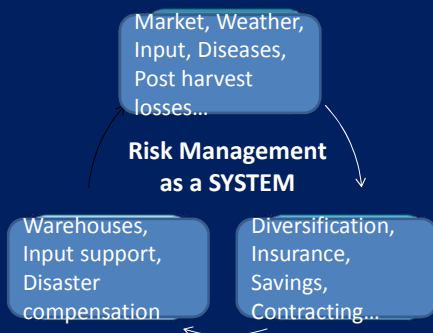 Market, Weather,
Input, Diseases,
Post harvest
losses...
Risk Management
as a SYSTEM
Warehouses,
Input support,
Disaster
compensation
Diversification,
Insurance,
Savings,
Contracting...